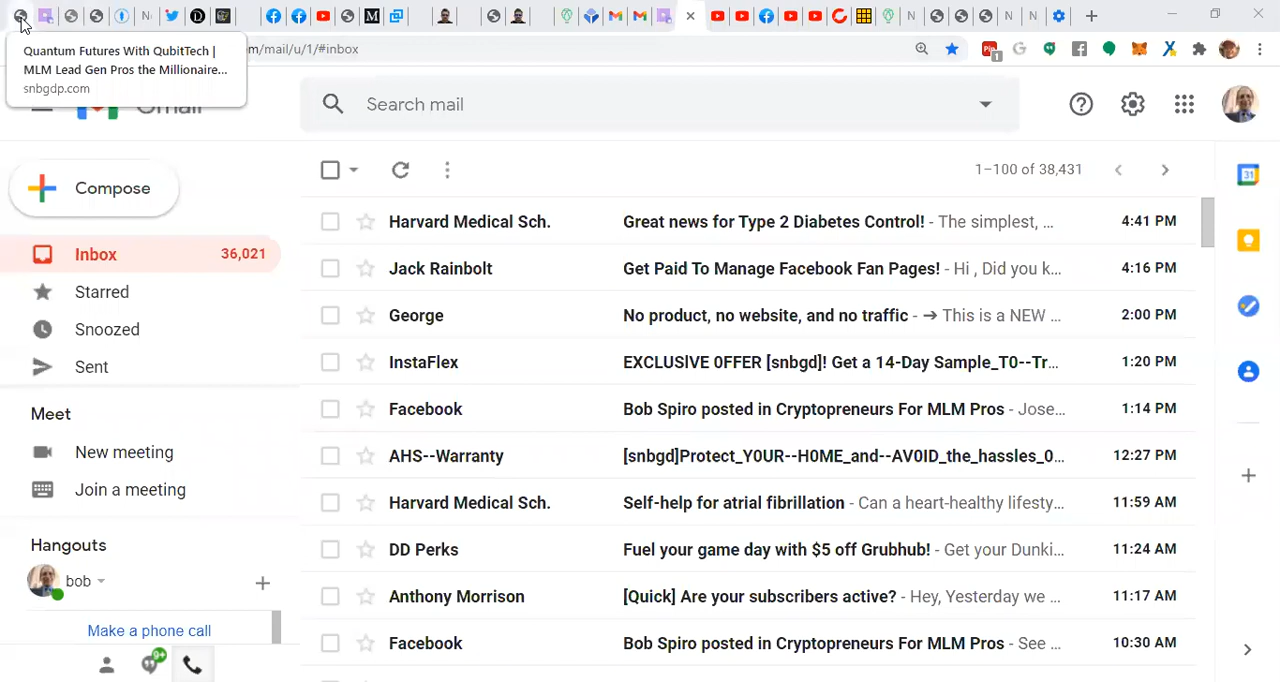 Quantum Futures With QubitTech |
MLM Lead Gen Pros the Millionaire...
snbgdp.com
om/mail/u/1/#inbox
Gmail
Search mail
Compose
1–100 of 38,431
Inbox 36,021
Starred
Snoozed
Sent
Meet
New meeting
Join a meeting
Hangouts
bob
Make a phone call
9+
Harvard Medical Sch. Great news for Type 2 Diabetes Control! - The simplest, … 4:41 PM
Jack Rainbolt Get Paid To Manage Facebook Fan Pages! - Hi , Did you k… 4:16 PM
George No product, no website, and no traffic - ➔ This is a NEW … 2:00 PM
InstaFlex EXCLUSlVE 0FFER [snbgd]! Get a 14-Day Sample_T0--Tr… 1:20 PM
Facebook Bob Spiro posted in Cryptopreneurs For MLM Pros - Jose… 1:14 PM
AHS--Warranty [snbgd]Protect_Y0UR--H0ME_and--AV0ID_the_hassles_0… 12:27 PM
Harvard Medical Sch. Self-help for atrial fibrillation - Can a heart-healthy lifesty… 11:59 AM
DD Perks Fuel your game day with $5 off Grubhub! - Get your Dunki… 11:24 AM
Anthony Morrison [Quick] Are your subscribers active? - Hey, Yesterday we … 11:17 AM
Facebook Bob Spiro posted in Cryptopreneurs For MLM Pros - See … 10:30 AM
31